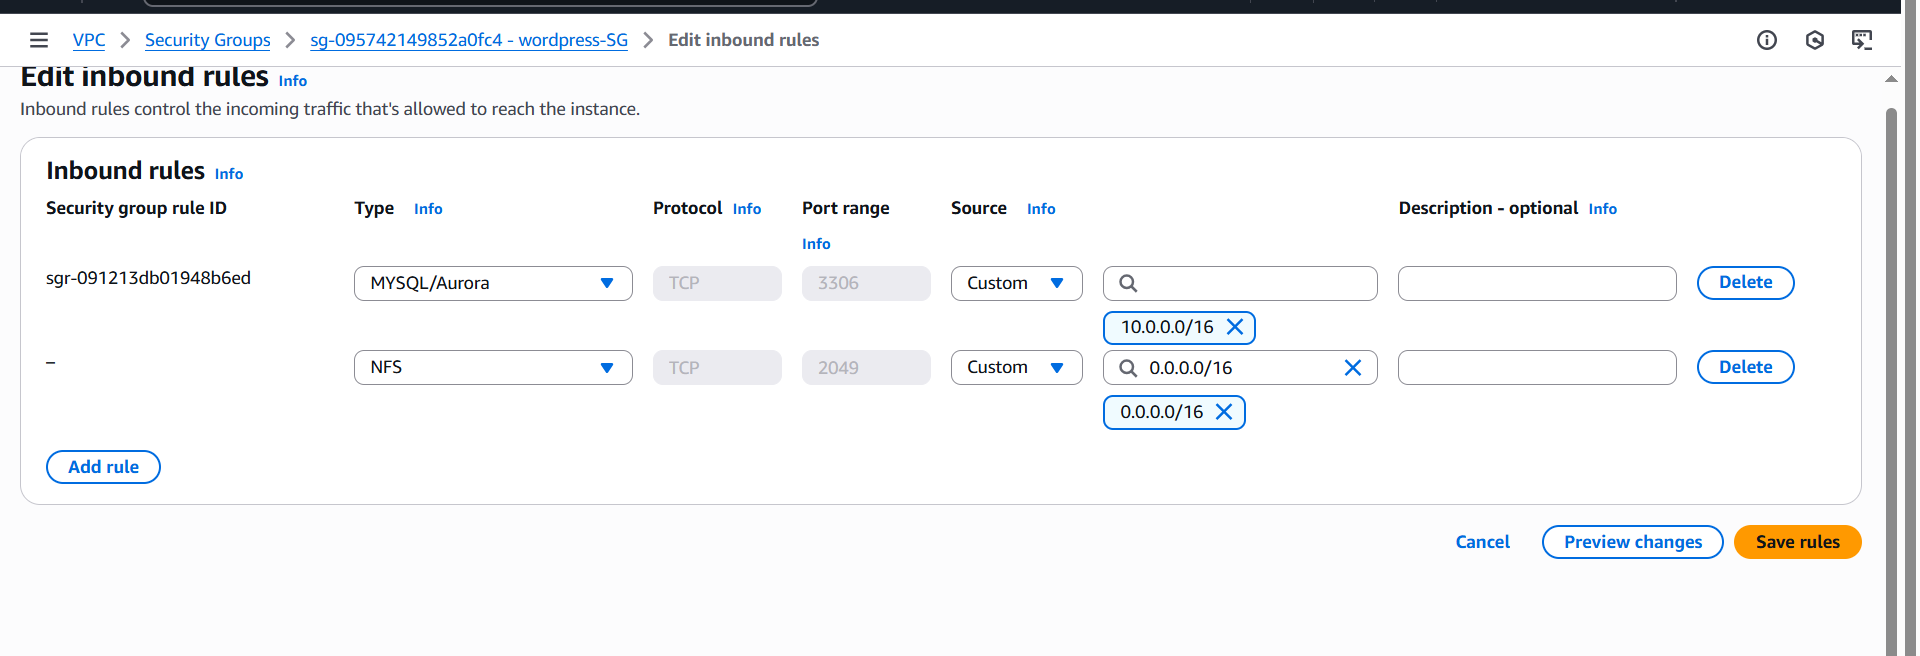 VPC > Security Groups > sg-095742149852a0fc4 - wordpress-SG > Edit inbound rules
Edit inbound rules Info
Inbound rules control the incoming traffic that's allowed to reach the instance.
Inbound rules Info
Security group rule ID Type Info Protocol Info Port range Info Source Info Description - optional Info
sgr-091213db01948b6ed MYSQL/Aurora TCP 3306 Custom Delete
10.0.0.0/16
– NFS TCP 2049 Custom 0.0.0.0/16 Delete
0.0.0.0/16
Add rule
Cancel Preview changes Save rules